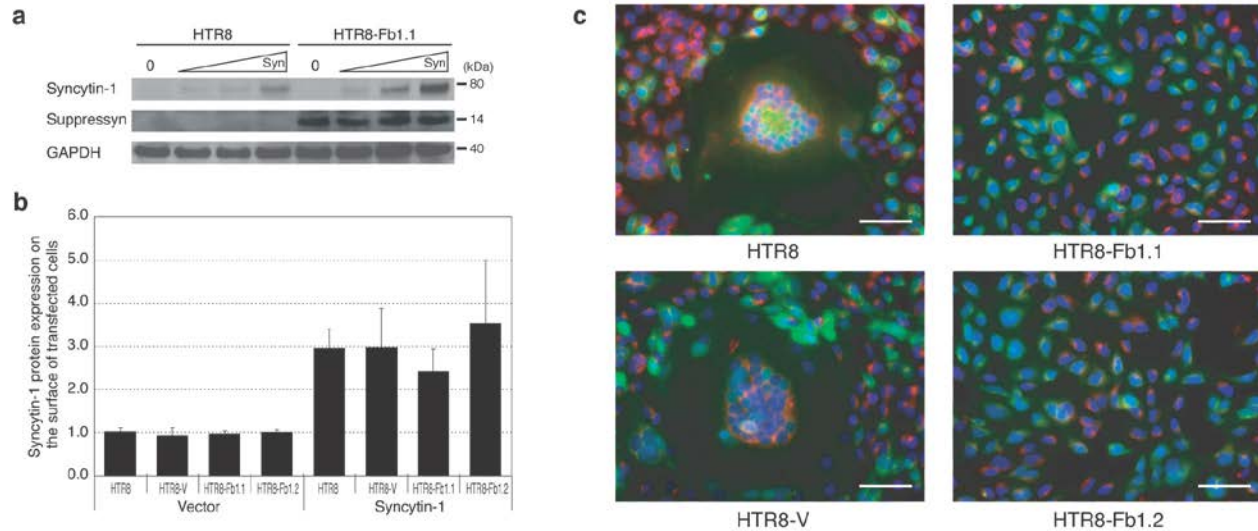 a
HTR8 HTR8-Fb1.1
0 Syn 0 Syn (kDa)
Syncytin-1 80
Suppressyn 14
GAPDH 40
b
Syncytin-1 protein expression on
the surface of transfected cells
6.0
5.0
4.0
3.0
2.0
1.0
0.0
HTR8 HTR8-V HTR8-Fb1.1 HTR8-Fb1.2 HTR8 HTR8-V HTR8-Fb1.1 HTR8-Fb1.2
Vector Syncytin-1
c
HTR8 HTR8-Fb1.1
HTR8-V HTR8-Fb1.2